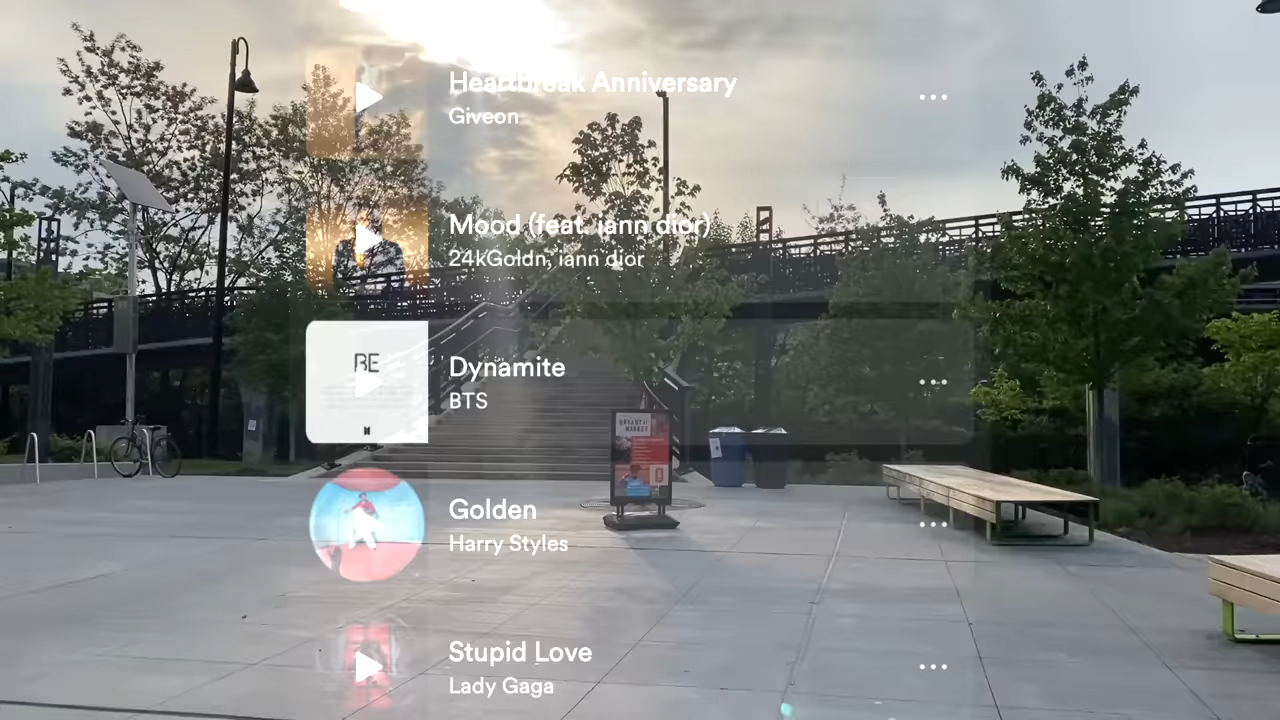 Heartbreak Anniversary
Giveon
Mood (feat. iann dior)
24kGoldn, iann dior
BE
Dynamite
BTS
Golden
Harry Styles
Stupid Love
Lady Gaga
MARKET